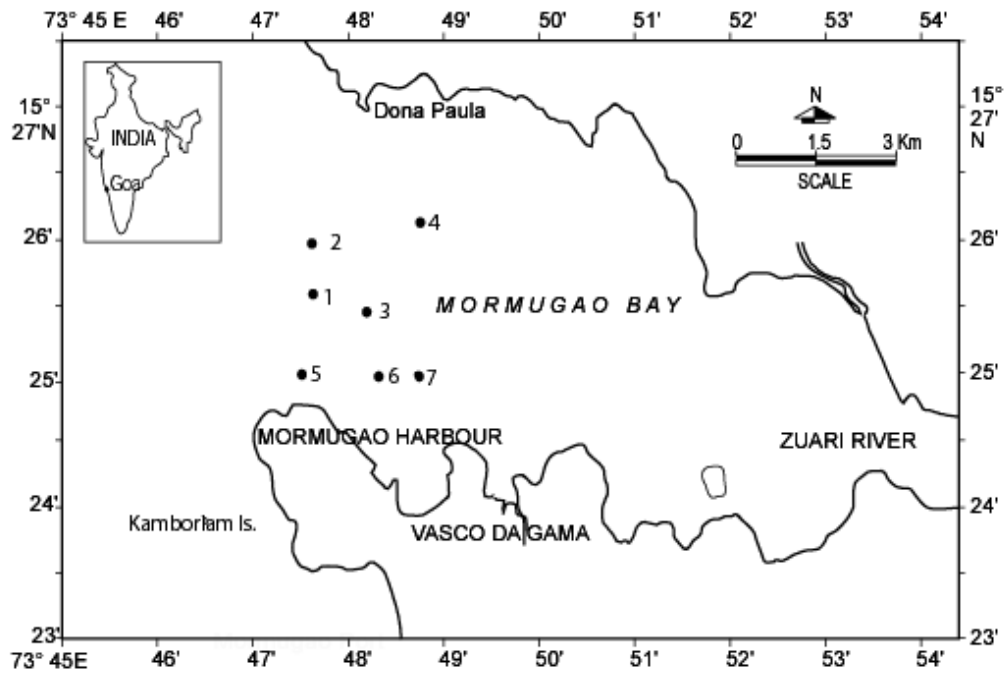 73° 45 E 46' 47' 48' 49' 50' 51' 52' 53' 54'
15°
27'N
15°
27'
N
INDIA
Goa
Dona Paula
N
0 1.5 3 Km
SCALE
26'
26'
2
4
1
3
MORMUGAO BAY
5
6
7
25'
25'
MORMUGAO HARBOUR
ZUARI RIVER
24'
24'
Kamborkam Is.
VASCO DA GAMA
23'
23'
73° 45E 46' 47' 48' 49' 50' 51' 52' 53' 54'